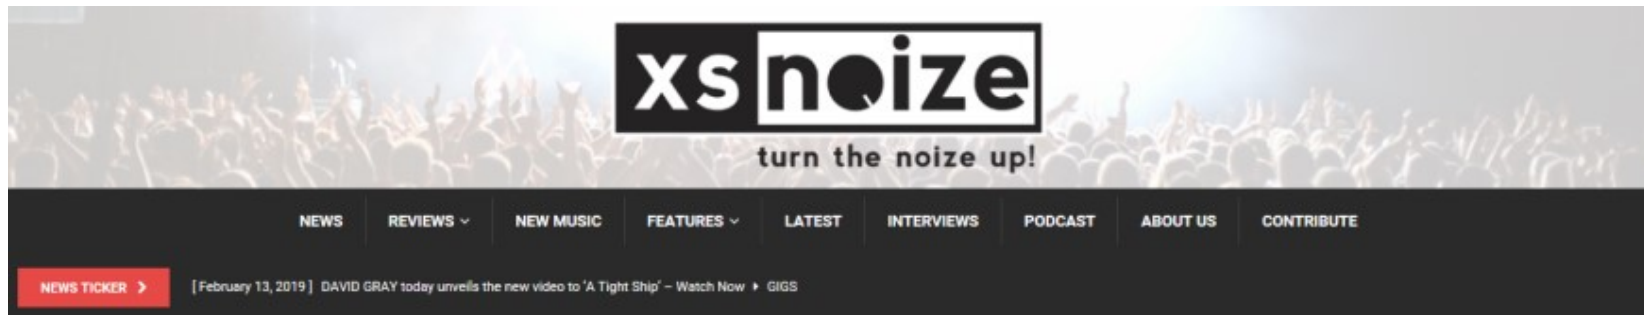 xs noize
turn the noize up!
NEWS REVIEWS NEW MUSIC FEATURES LATEST INTERVIEWS PODCAST ABOUT US CONTRIBUTE
NEWS TICKER [ February 13, 2019 ] DAVID GRAY today unveils the new video to 'A Tight Ship' – Watch Now GIGS